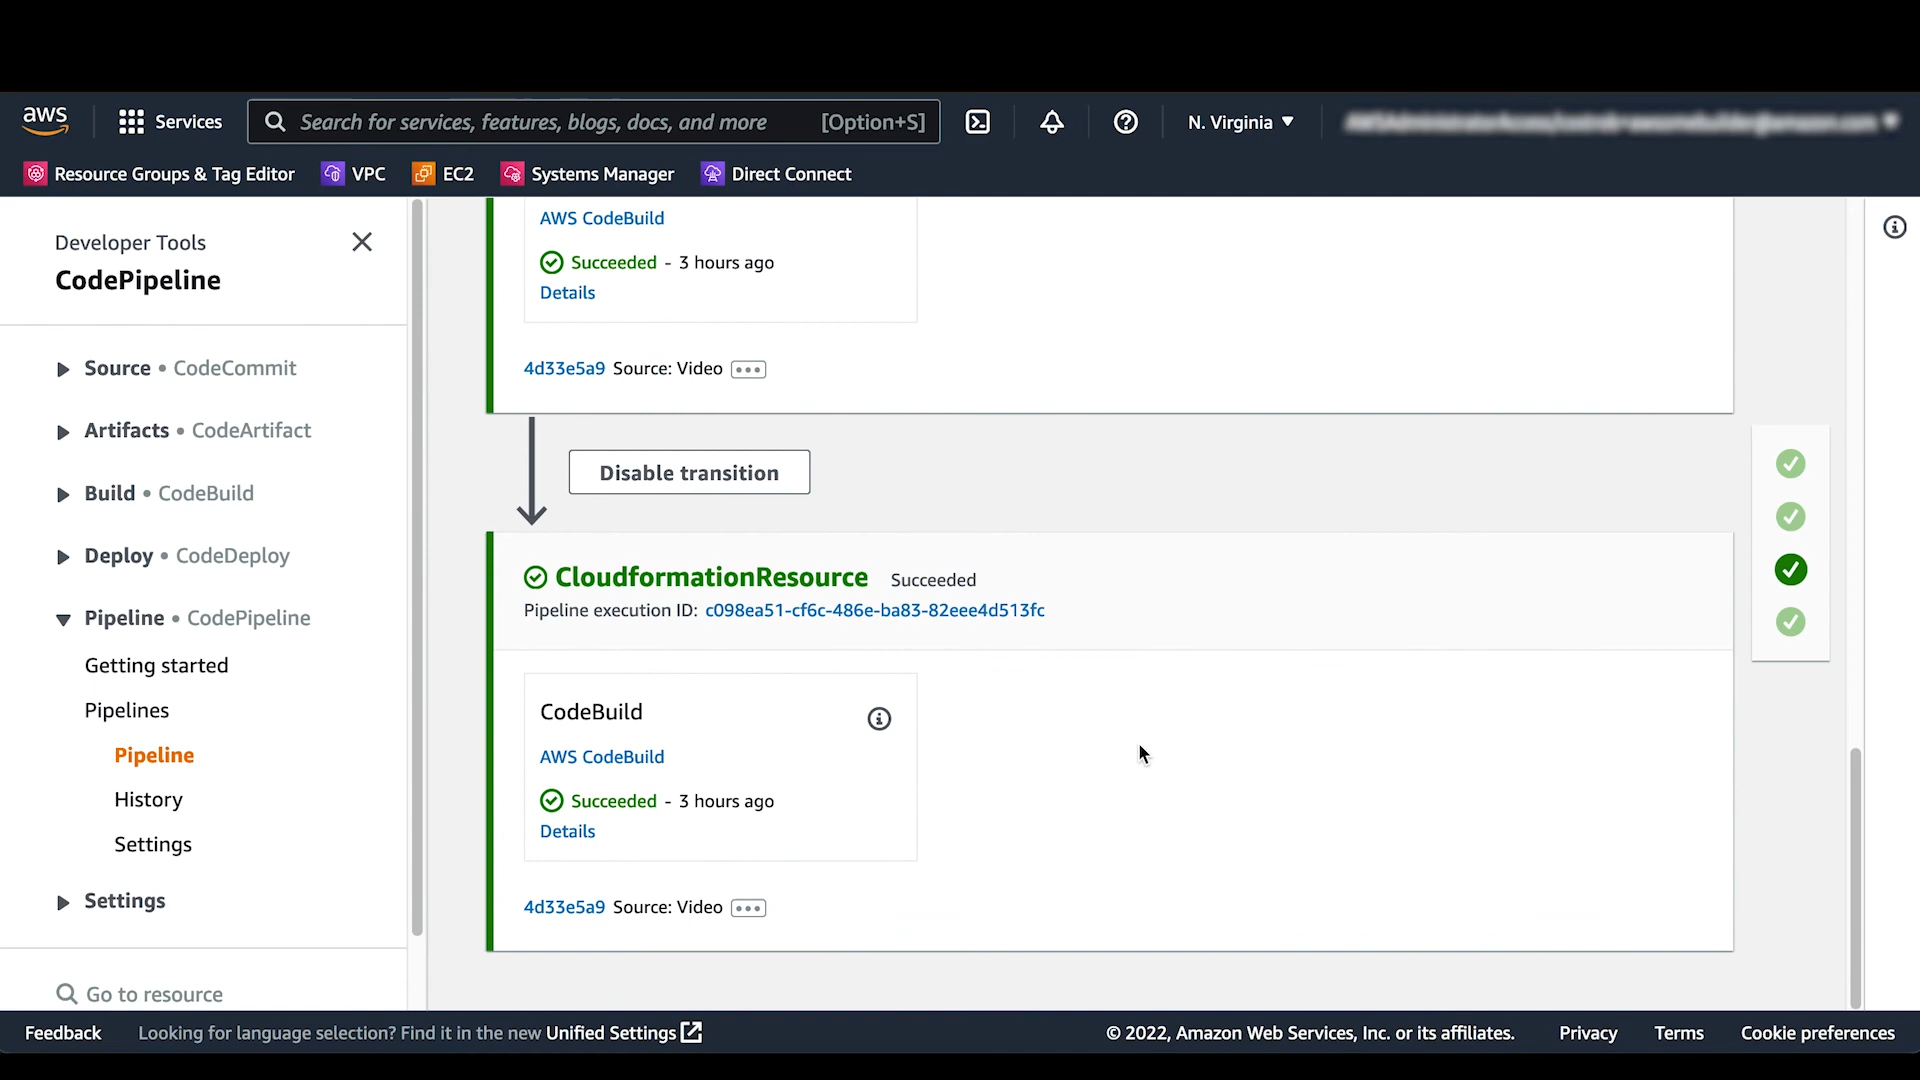 aws
Services
Search for services, features, blogs, docs, and more [Option+S]
N. Virginia
Resource Groups & Tag Editor
VPC
EC2
Systems Manager
Direct Connect
Developer Tools
CodePipeline
Source • CodeCommit
Artifacts • CodeArtifact
Build • CodeBuild
Deploy • CodeDeploy
Pipeline • CodePipeline
Getting started
Pipelines
Pipeline
History
Settings
Settings
Go to resource
AWS CodeBuild
Succeeded - 3 hours ago
Details
4d33e5a9 Source: Video
Disable transition
CloudformationResource Succeeded
Pipeline execution ID: c098ea51-cf6c-486e-ba83-82eee4d513fc
CodeBuild
AWS CodeBuild
Succeeded - 3 hours ago
Details
4d33e5a9 Source: Video
Feedback
Looking for language selection? Find it in the new Unified Settings
© 2022, Amazon Web Services, Inc. or its affiliates.
Privacy
Terms
Cookie preferences